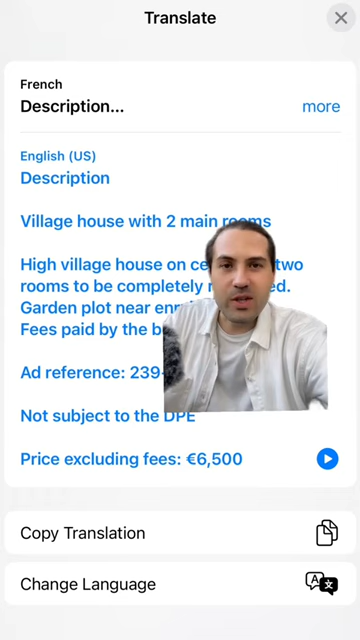 Translate
French
Description...
more
English (US)
Description
Village house with 2 main rooms
High village house on two
rooms to be completely
Garden plot near
Fees paid by the
Ad reference: 239-
Not subject to the DPE
Price excluding fees: €6,500
Copy Translation
Change Language